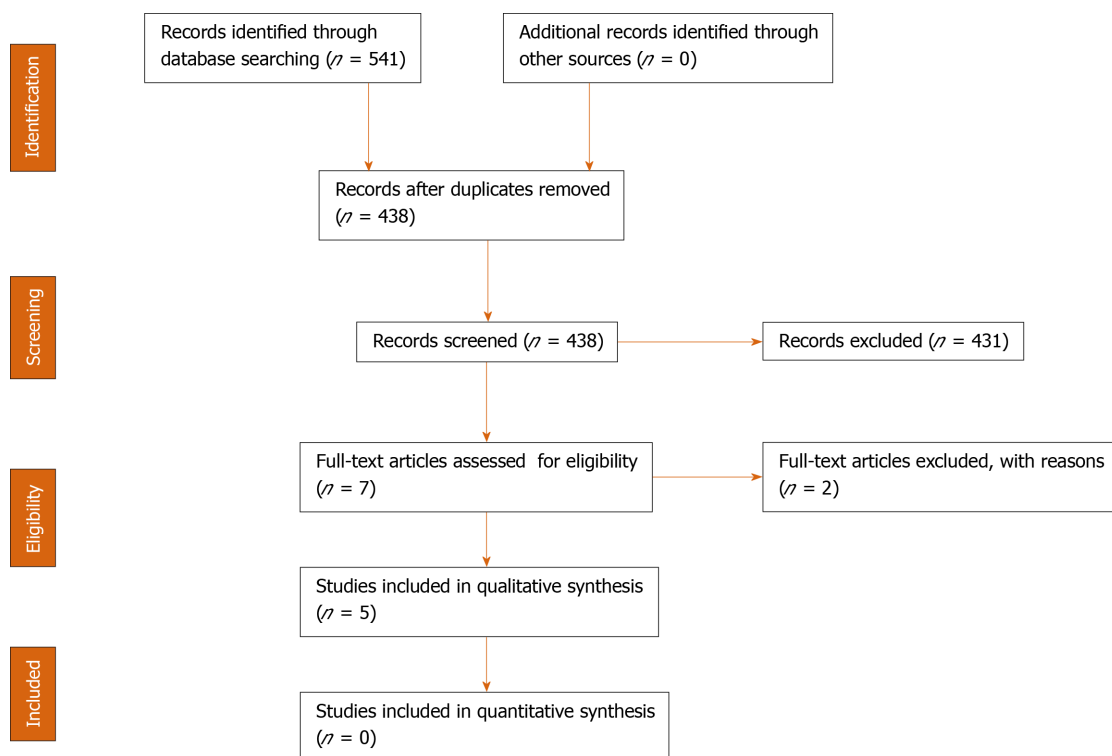 Identification
Records identified through
database searching (n = 541)
Additional records identified through
other sources (n = 0)
Records after duplicates removed
(n = 438)
Screening
Records screened (n = 438)
Records excluded (n = 431)
Eligibility
Full-text articles assessed for eligibility
(n = 7)
Full-text articles excluded, with reasons
(n = 2)
Studies included in qualitative synthesis
(n = 5)
Included
Studies included in quantitative synthesis
(n = 0)